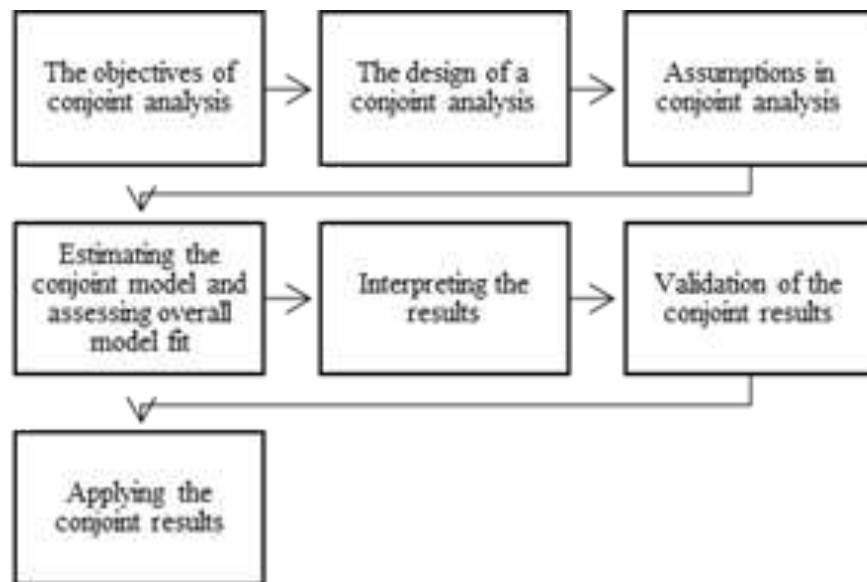 The objectives of
conjoint analysis
The design of a
conjoint analysis
Assumptions in
conjoint analysis
Estimating the
conjoint model and
assessing overall
model fit
Interpreting the
results
Validation of the
conjoint results
Applying the
conjoint results